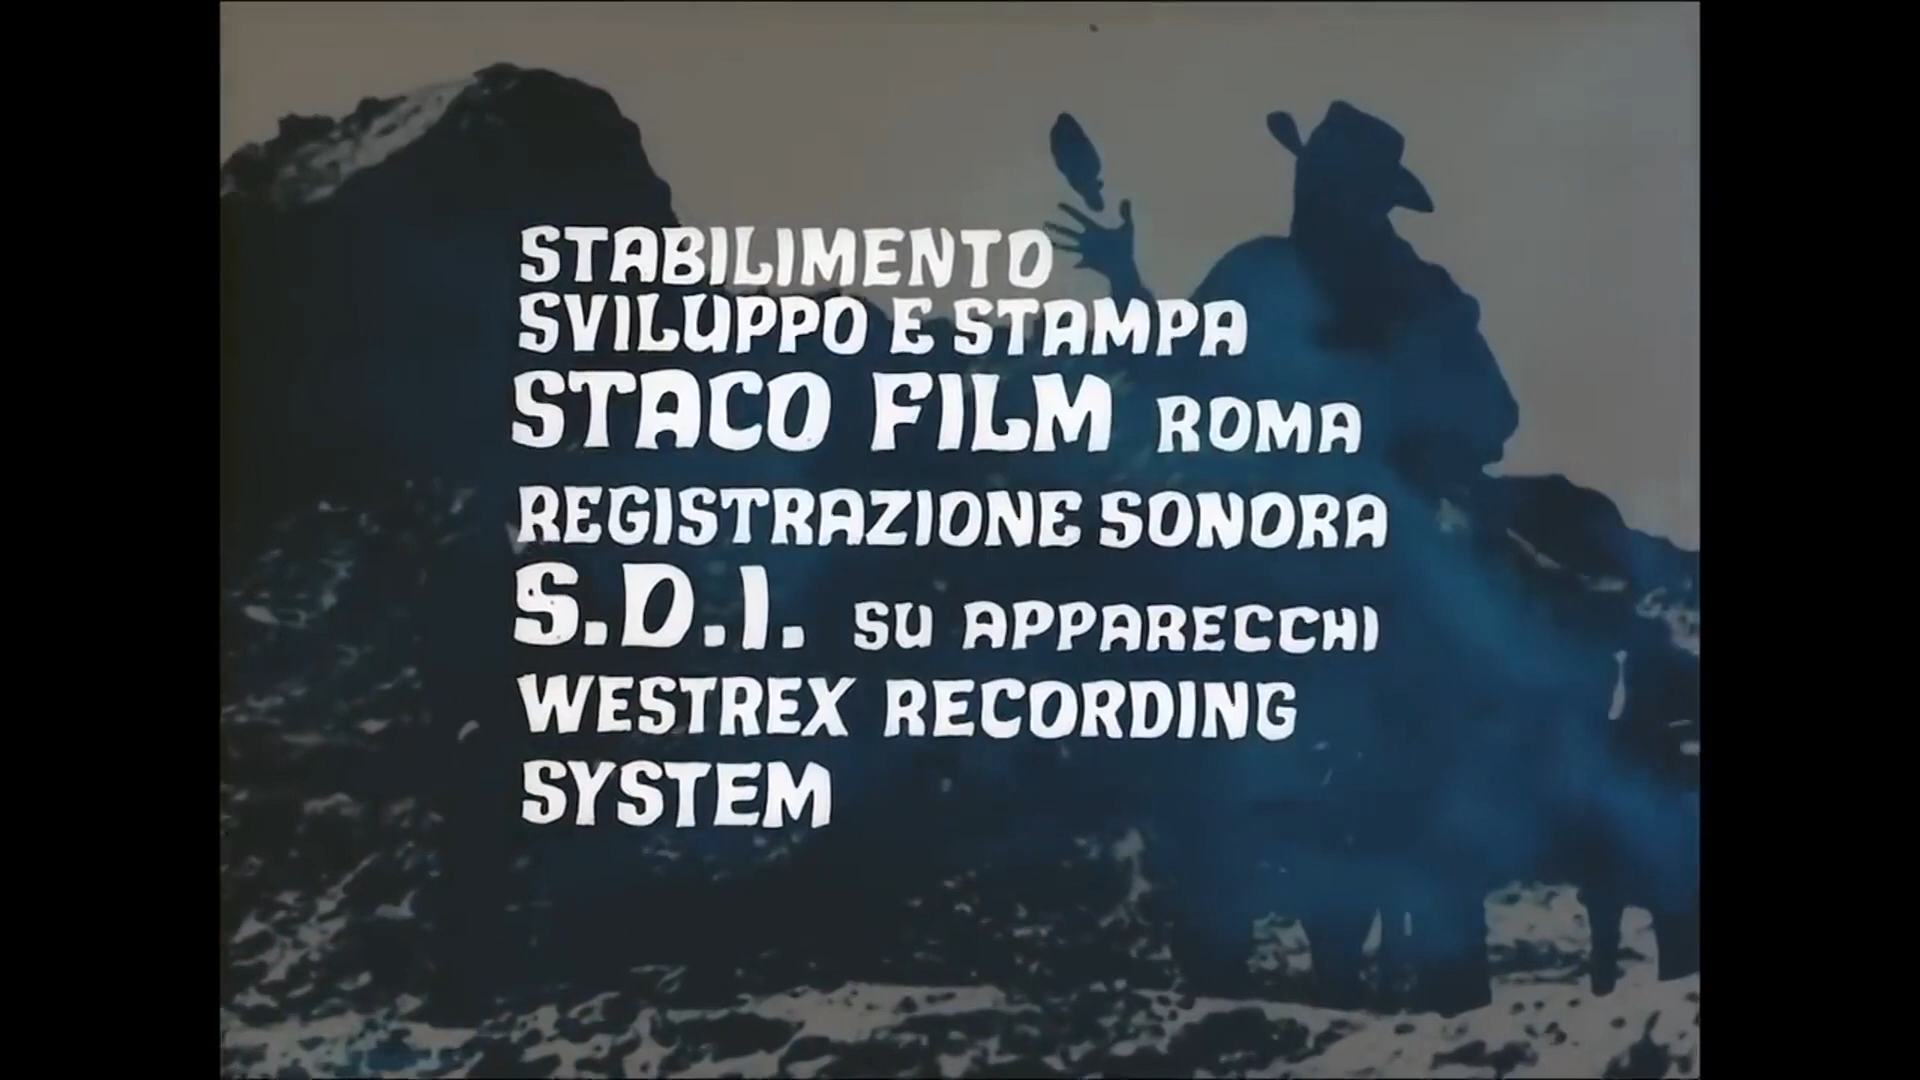 STABILIMENTO
SVILUPPO E STAMPA
STACO FILM ROMA
REGISTRAZIONE SONORA
S.D.I. SU APPARECCHI
WESTREX RECORDING
SYSTEM